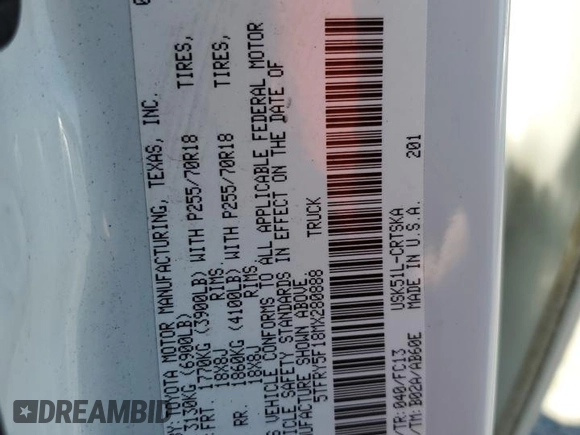 0
BY: TOYOTA MOTOR MANUFACTURING, TEXAS, INC.
3130KG (6900LB)
FRT. 1770KG (3900LB) WITH P255/70R18 TIRES,
18X8J RIMS
RR. 1860KG (4100LB) WITH P255/70R18 TIRES,
18X8J RIMS
VEHICLE CONFORMS TO ALL APPLICABLE FEDERAL MOTOR
VEHICLE SAFETY STANDARDS IN EFFECT ON THE DATE OF
MANUFACTURE SHOWN ABOVE.
5TFRY5F18MX280888 TRUCK
USK51L-CRTSKA 201
/TR: 040/FC13 MADE IN U.S.A.
/TM: B02A/AB60E
FAXVIN